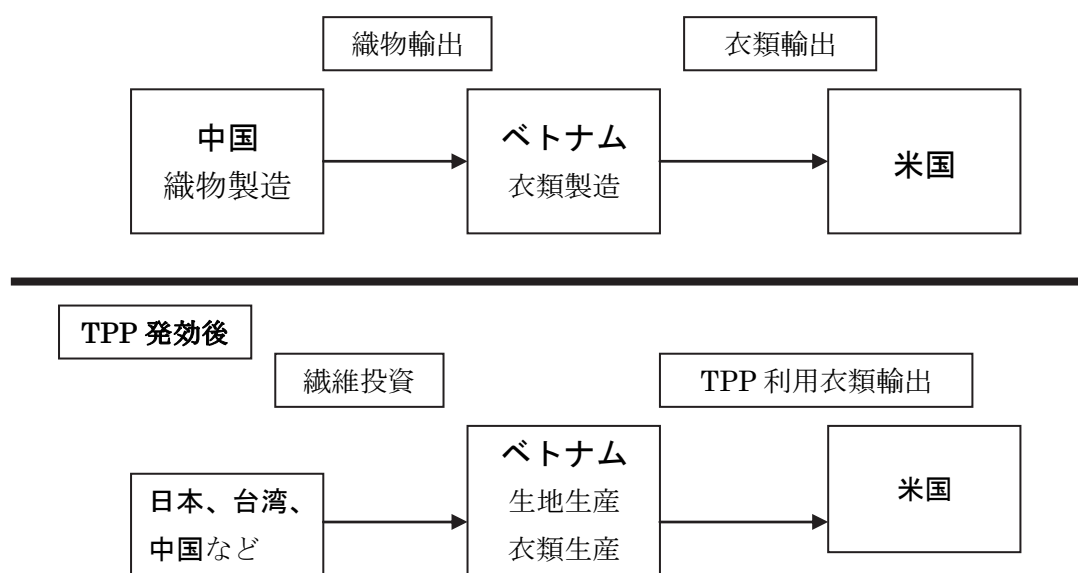 織物輸出
衣類輸出
中国
織物製造
ベトナム
衣類製造
米国
TPP 発効後
繊維投資
TPP 利用衣類輸出
日本、台湾、
中国など
ベトナム
生地生産
衣類生産
米国